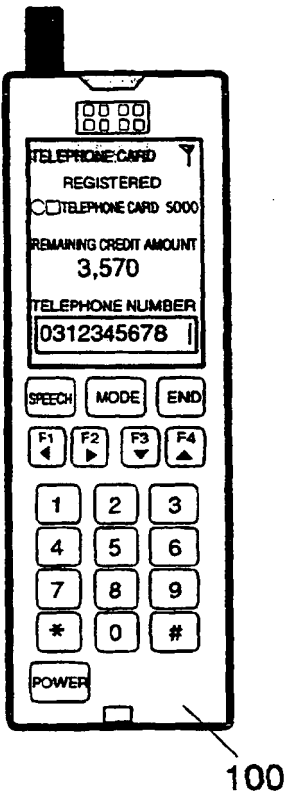 TELEPHONE CARD
REGISTERED
○□TELEPHONE CARD 5000
REMAINING CREDIT AMOUNT
3,570
TELEPHONE NUMBER
0312345678
SPEECH MODE END
F1 F2 F3 F4
◀ ▶ ▼ ▲
1 2 3
4 5 6
7 8 9
* 0 #
POWER
100